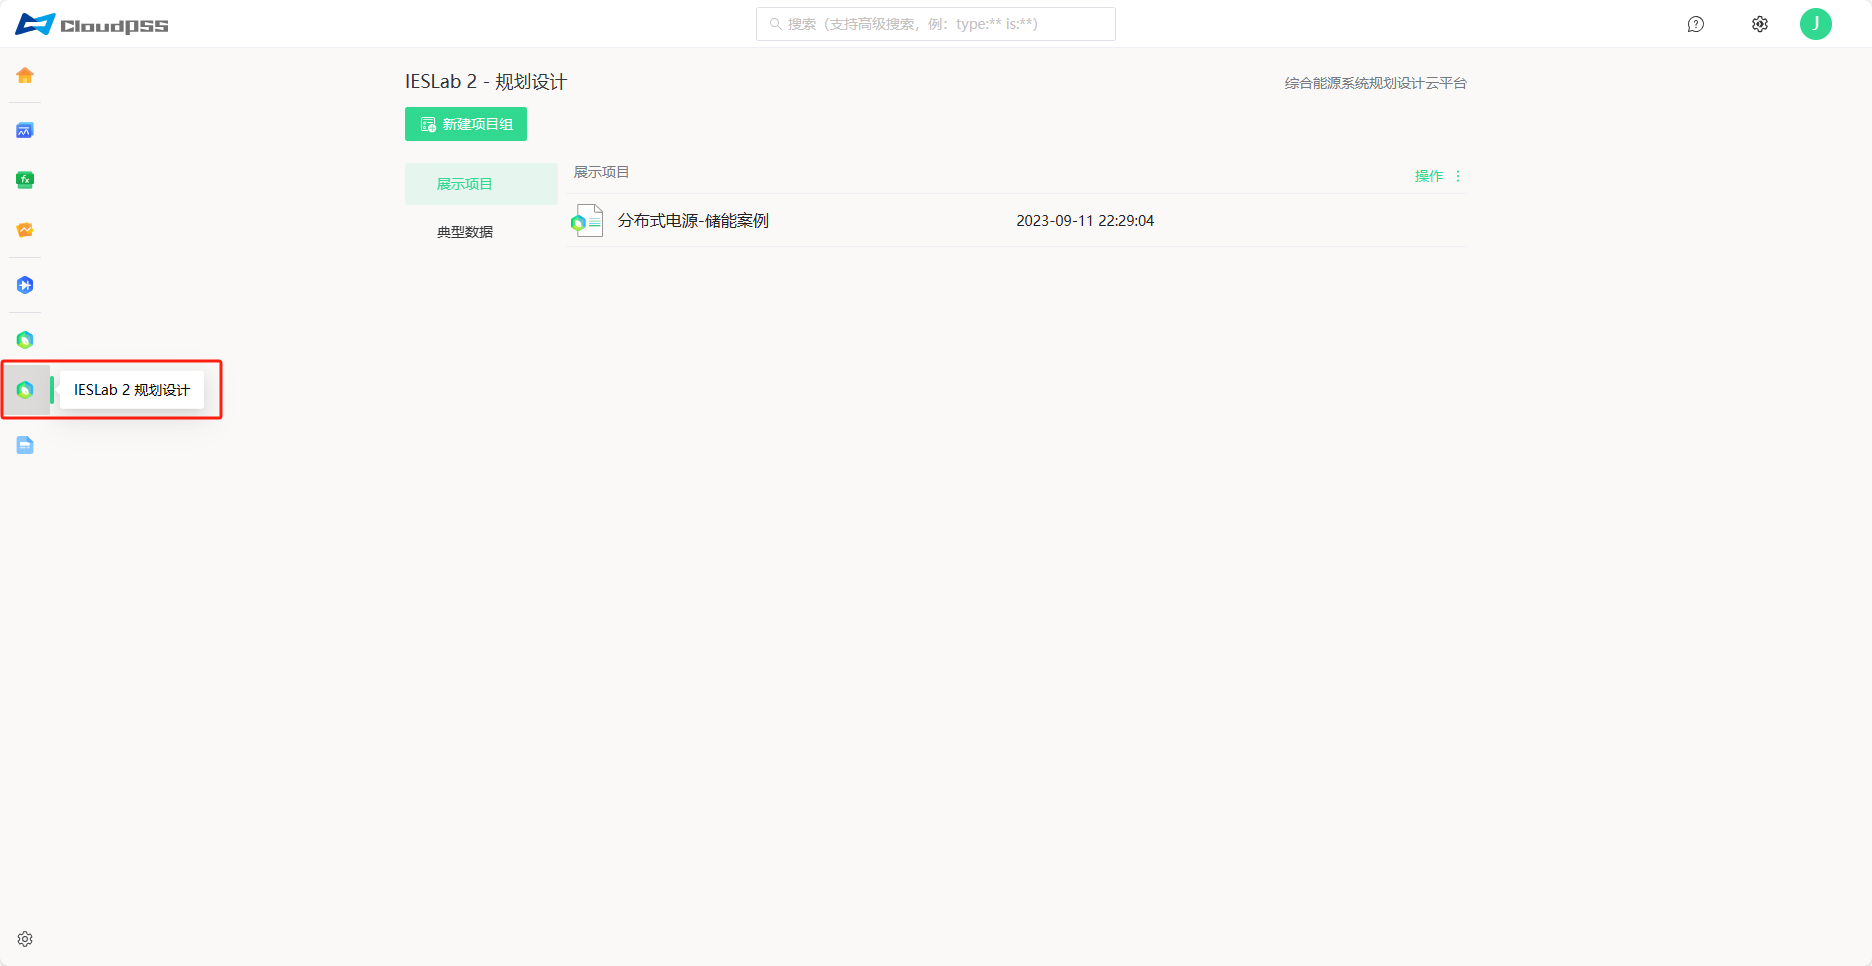 CloudPSS
搜索（支持高级搜索，例：type:** is:**）
J
IESLab 2 - 规划设计
综合能源系统规划设计云平台
新建项目组
展示项目
典型数据
展示项目
操作
分布式电源-储能案例
2023-09-11 22:29:04
IESLab 2 规划设计